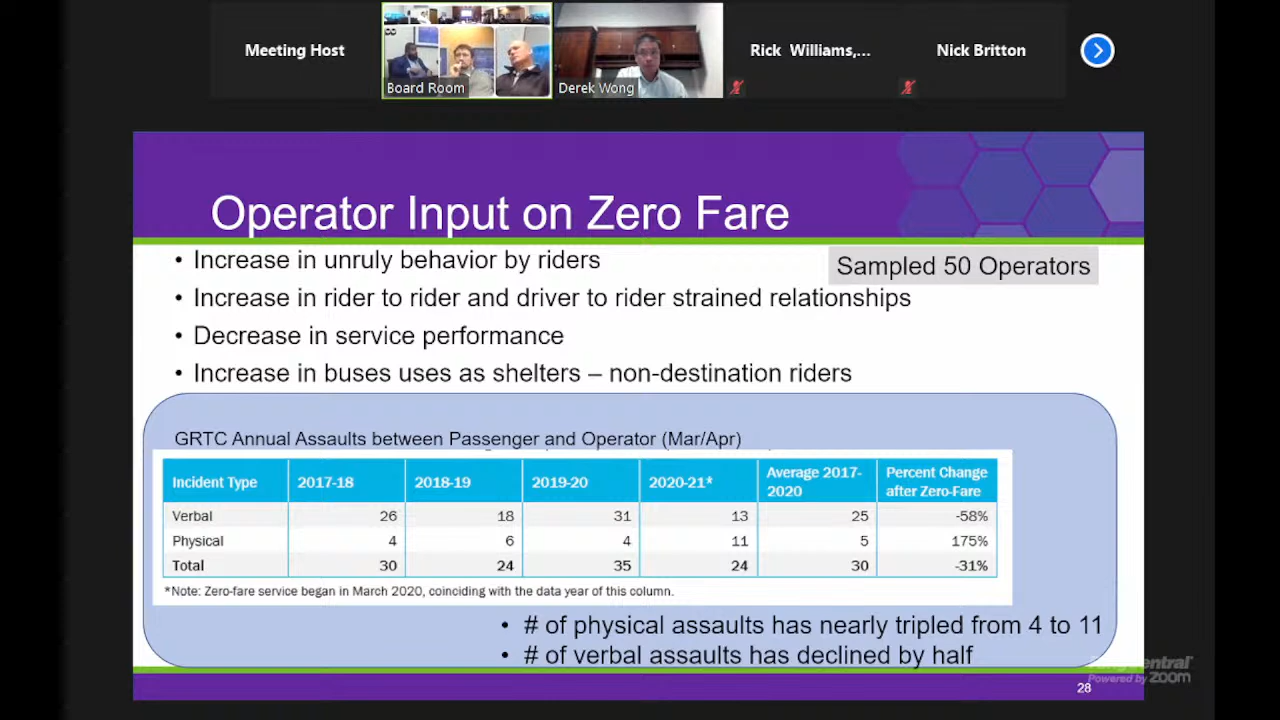 Meeting Host
Board Room
Derek Wong
Rick Williams,...
Nick Britton
Operator Input on Zero Fare
• Increase in unruly behavior by riders
Sampled 50 Operators
• Increase in rider to rider and driver to rider strained relationships
• Decrease in service performance
• Increase in buses uses as shelters – non-destination riders
GRTC Annual Assaults between Passenger and Operator (Mar/Apr)
Incident Type 2017-18 2018-19 2019-20 2020-21* Average 2017-2020 Percent Change after Zero-Fare
Verbal 26 18 31 13 25 -58%
Physical 4 6 4 11 5 175%
Total 30 24 35 24 30 -31%
*Note: Zero-fare service began in March 2020, coinciding with the data year of this column.
• # of physical assaults has nearly tripled from 4 to 11
• # of verbal assaults has declined by half
Powered by zoom
28